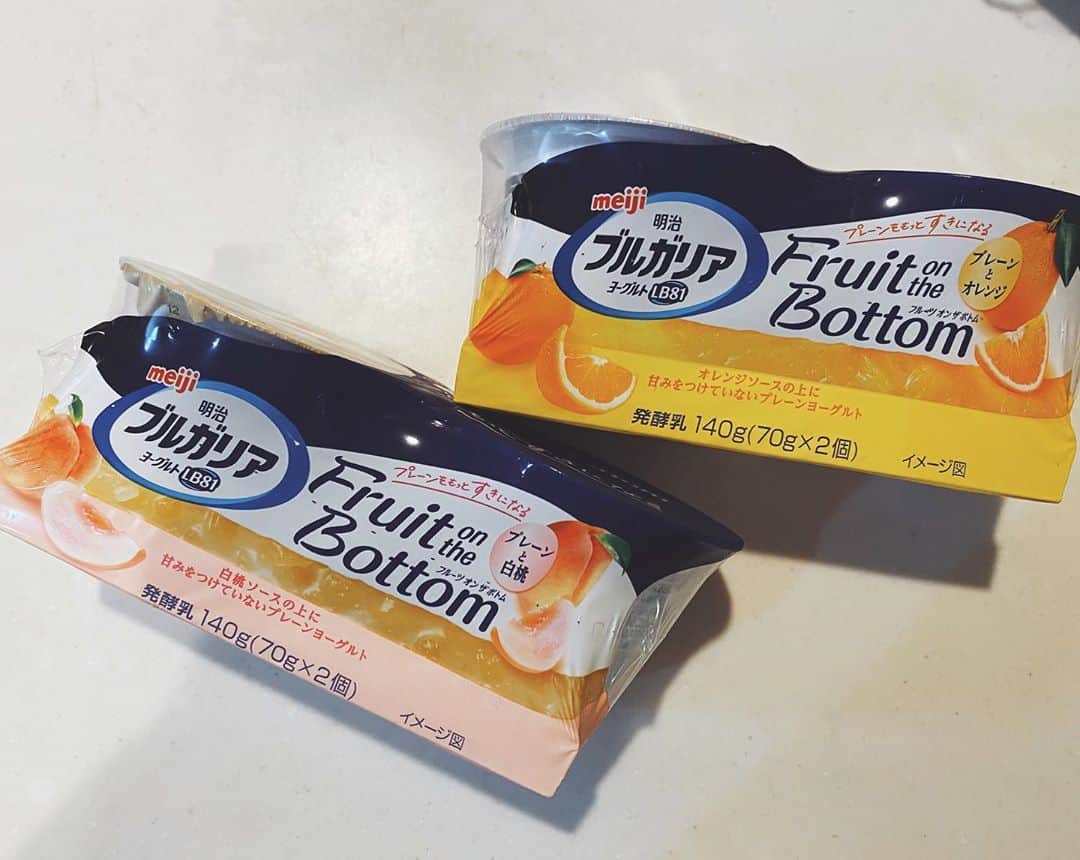 meiji
明治
ブルガリア
ヨーグルト LB81
プレーンももっとすきになる
Fruit on
the
Bottom
フルーツオンザボトム
プレーン
と
オレンジ
オレンジソースの上に
甘みをつけていないプレーンヨーグルト
発酵乳 140g(70g×2個)
イメージ図
12
meiji
明治
ブルガリア
ヨーグルト LB81
プレーンももっとすきになる
Fruit on
the
Bottom
フルーツオンザボトム
プレーン
と
白桃
白桃ソースの上に
甘みをつけていないプレーンヨーグルト
発酵乳 140g(70g×2個)
イメージ図